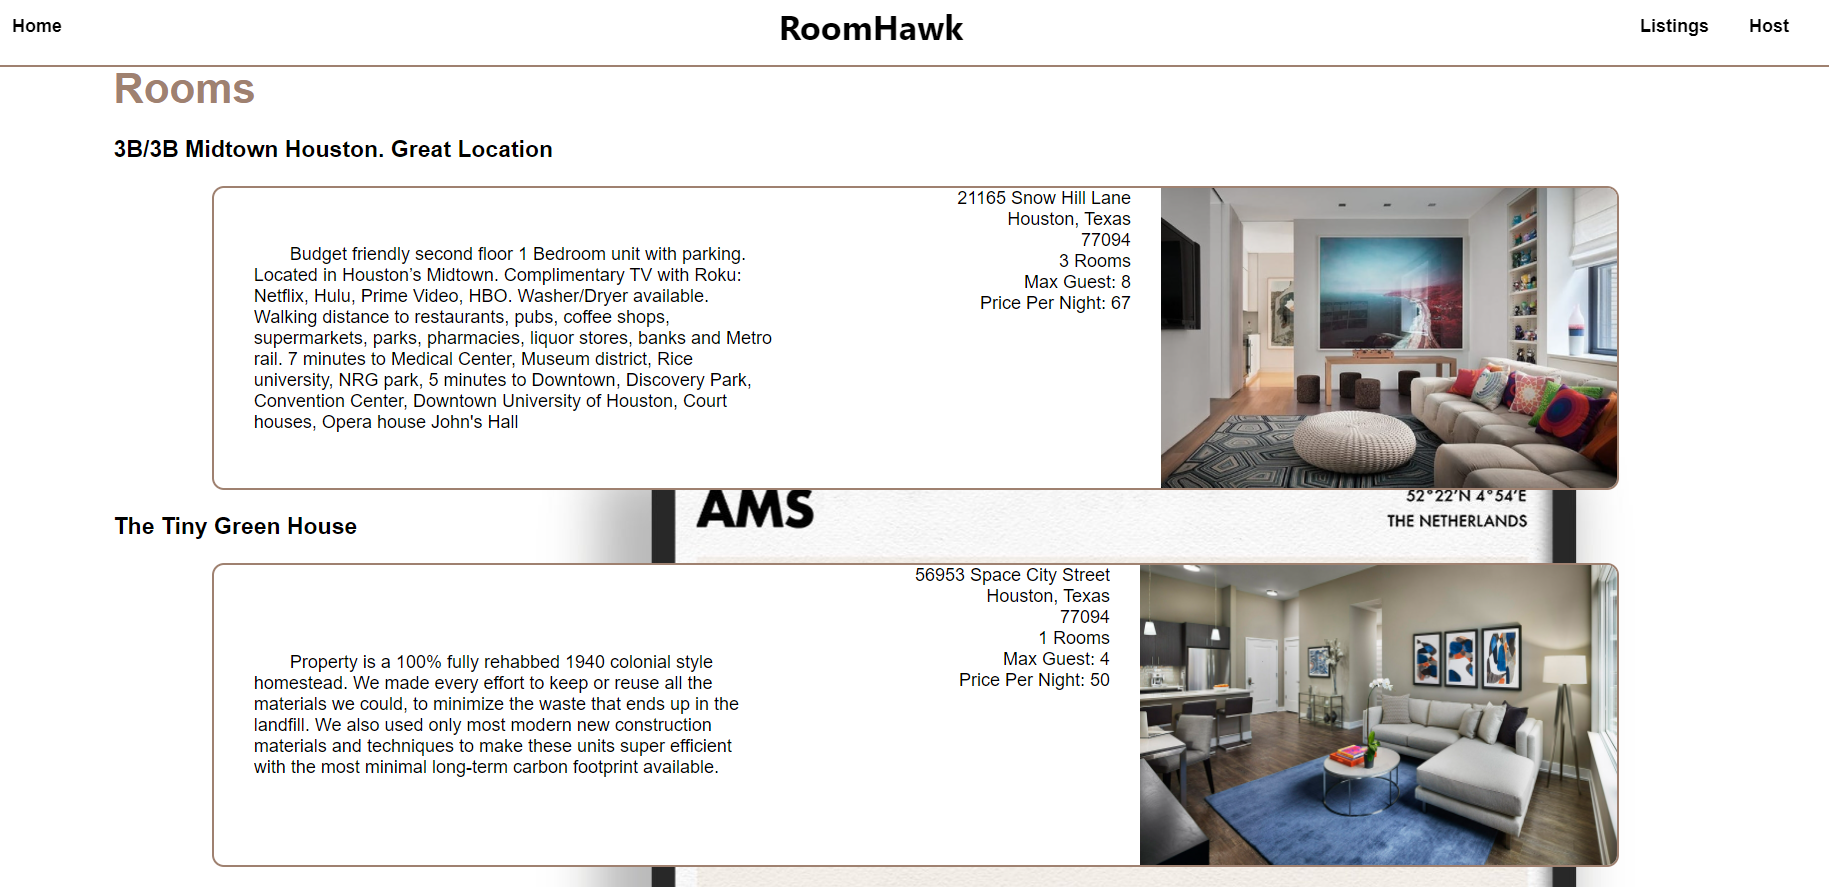 Home
RoomHawk
Listings
Host
Rooms
3B/3B Midtown Houston. Great Location
Budget friendly second floor 1 Bedroom unit with parking.
Located in Houston’s Midtown. Complimentary TV with Roku:
Netflix, Hulu, Prime Video, HBO. Washer/Dryer available.
Walking distance to restaurants, pubs, coffee shops,
supermarkets, parks, pharmacies, liquor stores, banks and Metro
rail. 7 minutes to Medical Center, Museum district, Rice
university, NRG park, 5 minutes to Downtown, Discovery Park,
Convention Center, Downtown University of Houston, Court
houses, Opera house John's Hall
21165 Snow Hill Lane
Houston, Texas
77094
3 Rooms
Max Guest: 8
Price Per Night: 67
AMS
52°22'N 4°54'E
THE NETHERLANDS
The Tiny Green House
Property is a 100% fully rehabbed 1940 colonial style
homestead. We made every effort to keep or reuse all the
materials we could, to minimize the waste that ends up in the
landfill. We also used only most modern new construction
materials and techniques to make these units super efficient
with the most minimal long-term carbon footprint available.
56953 Space City Street
Houston, Texas
77094
1 Rooms
Max Guest: 4
Price Per Night: 50